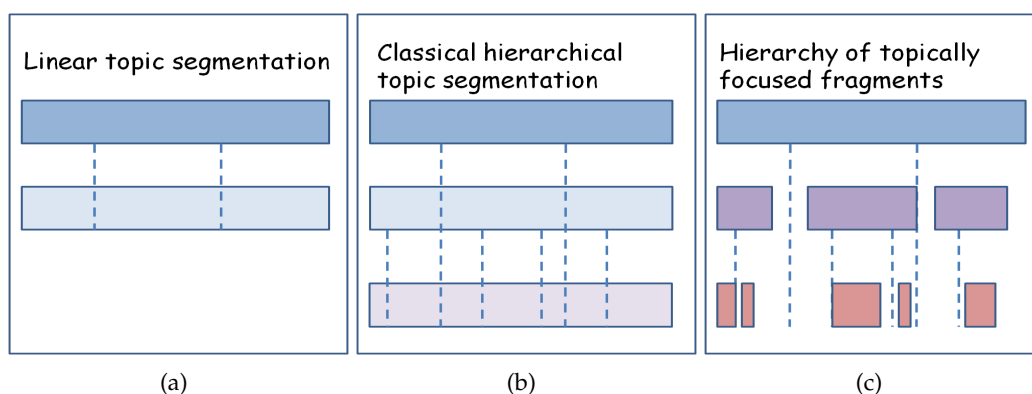 Linear topic segmentation
Classical hierarchical
topic segmentation
Hierarchy of topically
focused fragments
(a)
(b)
(c)